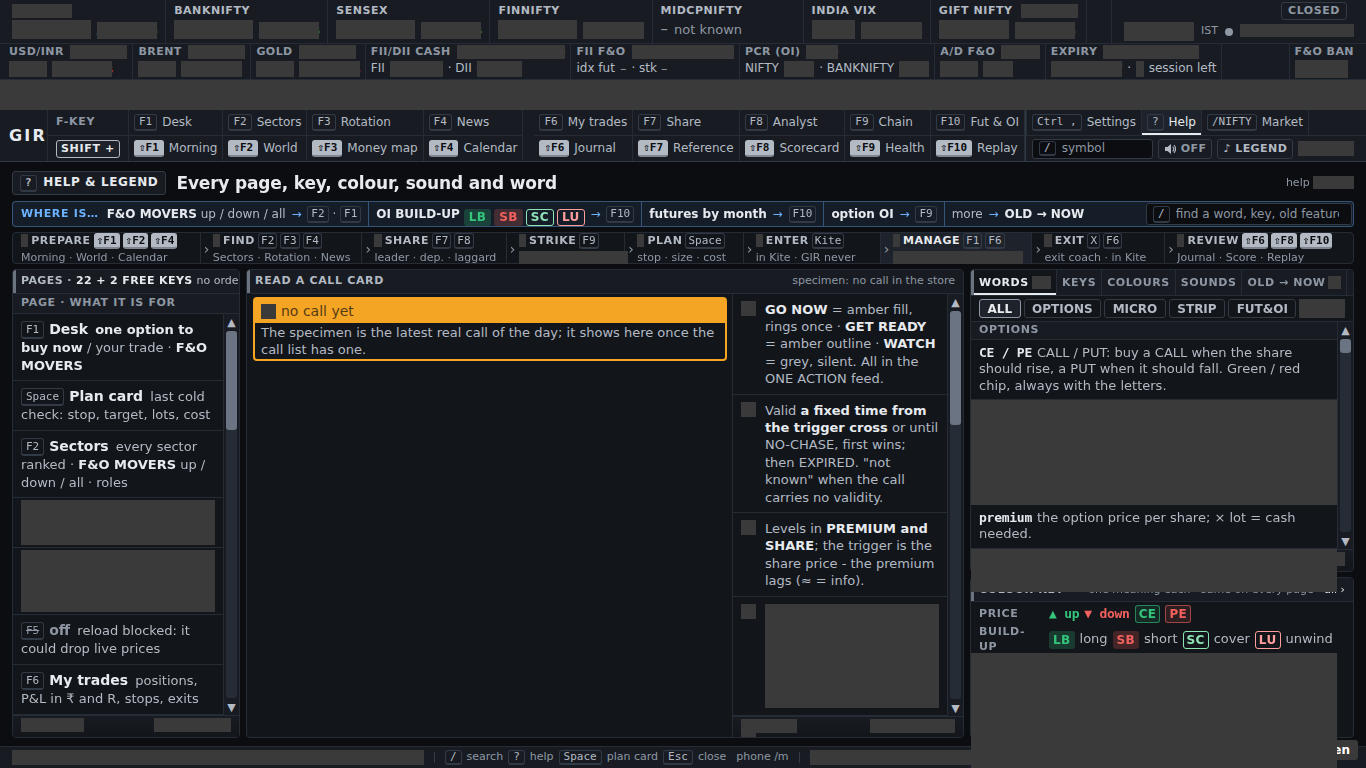 BANKNIFTY SENSEX FINNIFTY MIDCPNIFTY INDIA VIX GIFT NIFTY CLOSED
– not known IST
USD/INR BRENT GOLD FII/DII CASH FII F&O PCR (OI) A/D F&O EXPIRY F&O BAN
FII · DII idx fut – · stk – NIFTY · BANKNIFTY · session left
GIR F-KEY F1 Desk F2 Sectors F3 Rotation F4 News F6 My trades F7 Share F8 Analyst F9 Chain F10 Fut & OI Ctrl , Settings ? Help /NIFTY Market
SHIFT + ⇧F1 Morning ⇧F2 World ⇧F3 Money map ⇧F4 Calendar ⇧F6 Journal ⇧F7 Reference ⇧F8 Scorecard ⇧F9 Health ⇧F10 Replay / symbol OFF ♪ LEGEND
? HELP & LEGEND Every page, key, colour, sound and word help
WHERE IS… F&O MOVERS up / down / all → F2 · F1 OI BUILD-UP LB SB SC LU → F10 futures by month → F10 option OI → F9 more → OLD → NOW / find a word, key, old feature
PREPARE ⇧F1 ⇧F2 ⇧F4 › FIND F2 F3 F4 › SHARE F7 F8 › STRIKE F9 › PLAN Space › ENTER Kite › MANAGE F1 F6 › EXIT X F6 › REVIEW ⇧F6 ⇧F8 ⇧F10
Morning · World · Calendar Sectors · Rotation · News leader · dep. · laggard stop · size · cost in Kite · GIR never exit coach · in Kite Journal · Score · Replay
PAGES · 22 + 2 FREE KEYS no orde
PAGE · WHAT IT IS FOR
F1 Desk one option to
buy now / your trade · F&O
MOVERS
Space Plan card last cold
check: stop, target, lots, cost
F2 Sectors every sector
ranked · F&O MOVERS up /
down / all · roles
F5 off reload blocked: it
could drop live prices
F6 My trades positions,
P&L in ₹ and R, stops, exits
READ A CALL CARD specimen: no call in the store
no call yet
The specimen is the latest real call of the day; it shows here once the
call list has one.
GO NOW = amber fill,
rings once · GET READY
= amber outline · WATCH
= grey, silent. All in the
ONE ACTION feed.
Valid a fixed time from
the trigger cross or until
NO-CHASE, first wins;
then EXPIRED. "not
known" when the call
carries no validity.
Levels in PREMIUM and
SHARE; the trigger is the
share price - the premium
lags (≈ = info).
WORDS KEYS COLOURS SOUNDS OLD → NOW
ALL OPTIONS MICRO STRIP FUT&OI
OPTIONS
CE / PE CALL / PUT: buy a CALL when the share
should rise, a PUT when it should fall. Green / red
chip, always with the letters.
premium the option price per share; × lot = cash
needed.
PRICE ▲ up ▼ down CE PE
BUILD-UP LB long SB short SC cover LU unwind
/ search ? help Space plan card Esc close phone /m
en